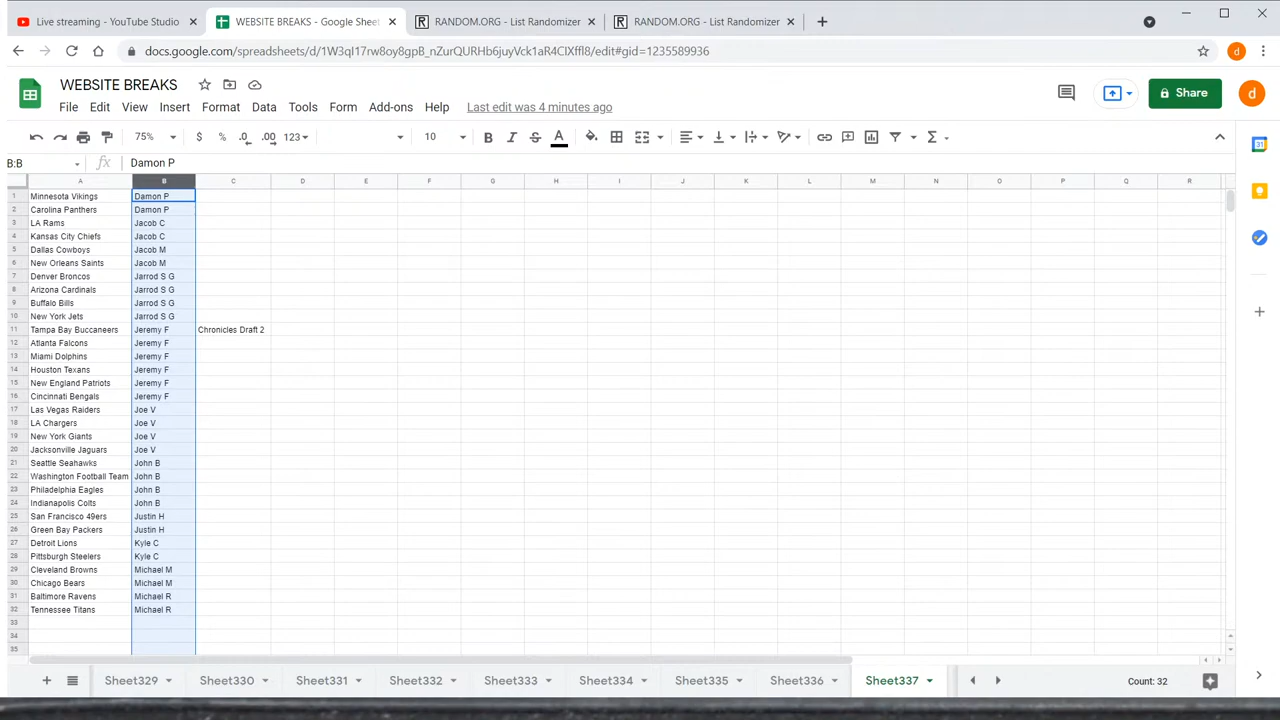 Live streaming - YouTube Studio
WEBSITE BREAKS - Google Sheet
RANDOM.ORG - List Randomizer
RANDOM.ORG - List Randomizer
docs.google.com/spreadsheets/d/1W3qI17rw8oy8gpB_nZurQURHb6juyVck1aR4ClXffl8/edit#gid=1235589936
d
WEBSITE BREAKS
File Edit View Insert Format Data Tools Form Add-ons Help Last edit was 4 minutes ago
Share
d
75% $ % .0 .00 123 10 B I S A Σ
B:B fx Damon P
A B C D E F G H I J K L M N O P Q R
1 Minnesota Vikings Damon P
2 Carolina Panthers Damon P
3 LA Rams Jacob C
4 Kansas City Chiefs Jacob C
5 Dallas Cowboys Jacob M
6 New Orleans Saints Jacob M
7 Denver Broncos Jarrod S G
8 Arizona Cardinals Jarrod S G
9 Buffalo Bills Jarrod S G
10 New York Jets Jarrod S G
11 Tampa Bay Buccaneers Jeremy F Chronicles Draft 2
12 Atlanta Falcons Jeremy F
13 Miami Dolphins Jeremy F
14 Houston Texans Jeremy F
15 New England Patriots Jeremy F
16 Cincinnati Bengals Jeremy F
17 Las Vegas Raiders Joe V
18 LA Chargers Joe V
19 New York Giants Joe V
20 Jacksonville Jaguars Joe V
21 Seattle Seahawks John B
22 Washington Football Team John B
23 Philadelphia Eagles John B
24 Indianapolis Colts John B
25 San Francisco 49ers Justin H
26 Green Bay Packers Justin H
27 Detroit Lions Kyle C
28 Pittsburgh Steelers Kyle C
29 Cleveland Browns Michael M
30 Chicago Bears Michael M
31 Baltimore Ravens Michael R
32 Tennessee Titans Michael R
33
34
35
Sheet329 Sheet330 Sheet331 Sheet332 Sheet333 Sheet334 Sheet335 Sheet336 Sheet337 Count: 32
31